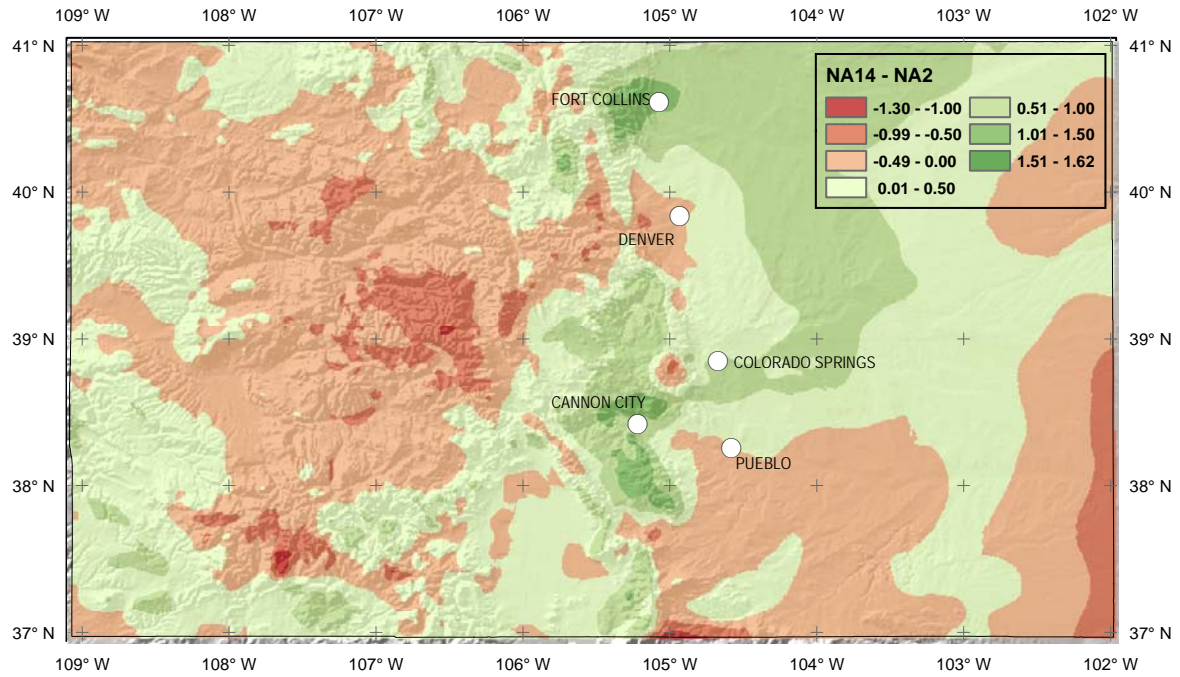 109° W 108° W 107° W 106° W 105° W 104° W 103° W 102° W
41° N 41° N
NA14 - NA2
-1.30 - -1.00 0.51 - 1.00
-0.99 - -0.50 1.01 - 1.50
-0.49 - 0.00 1.51 - 1.62
0.01 - 0.50
FORT COLLINS
40° N 40° N
DENVER
39° N 39° N
COLORADO SPRINGS
CANNON CITY
PUEBLO
38° N 38° N
37° N 37° N
109° W 108° W 107° W 106° W 105° W 104° W 103° W 102° W